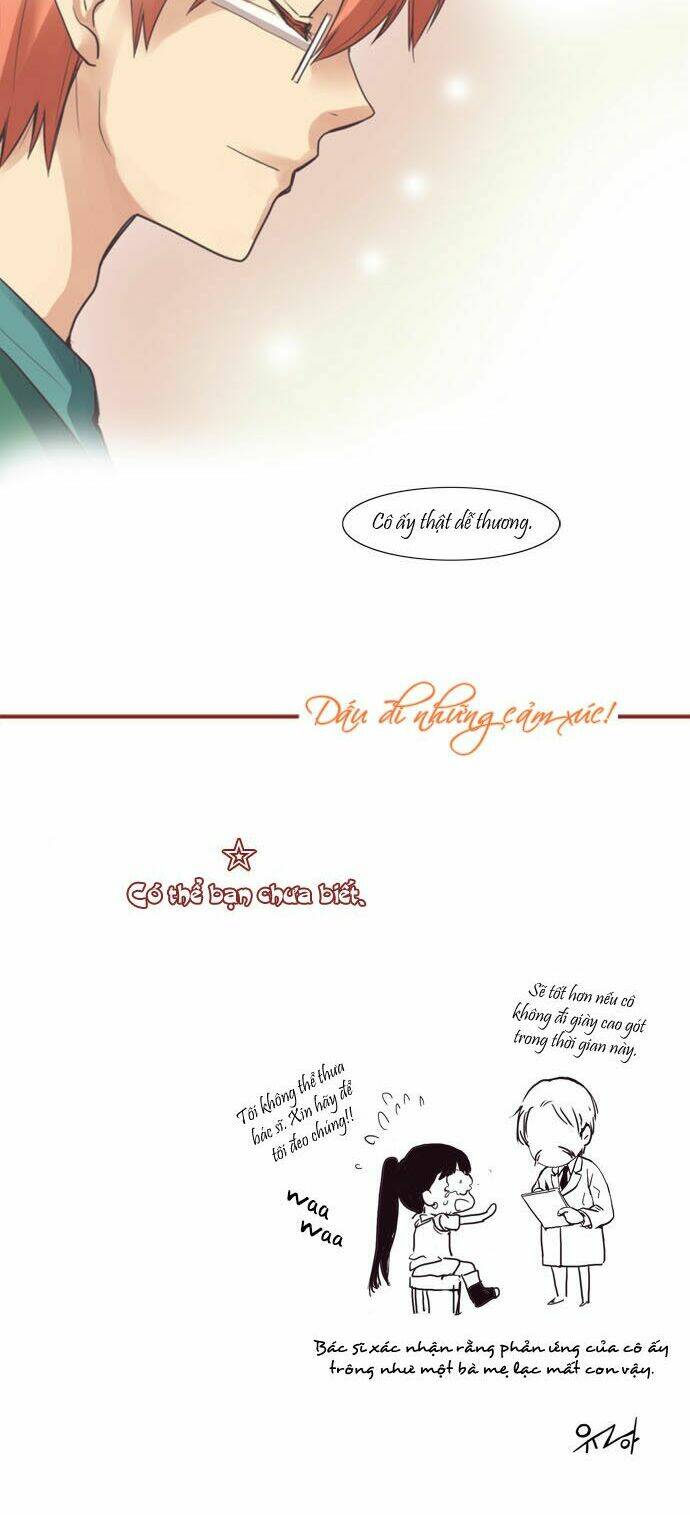 Cô ấy thật dễ thương.
Dấu đi những cảm xúc!
Có thể bạn chưa biết.
Sẽ tốt hơn nếu cô
không đi giày cao gót
trong thời gian này.
Tôi không thể thưa
bác sĩ. Xin hãy để
tôi đeo chúng!!
waa
waa
Bác sĩ xác nhận rằng phản ứng của cô ấy
trông như một bà mẹ lạc mất con vậy.